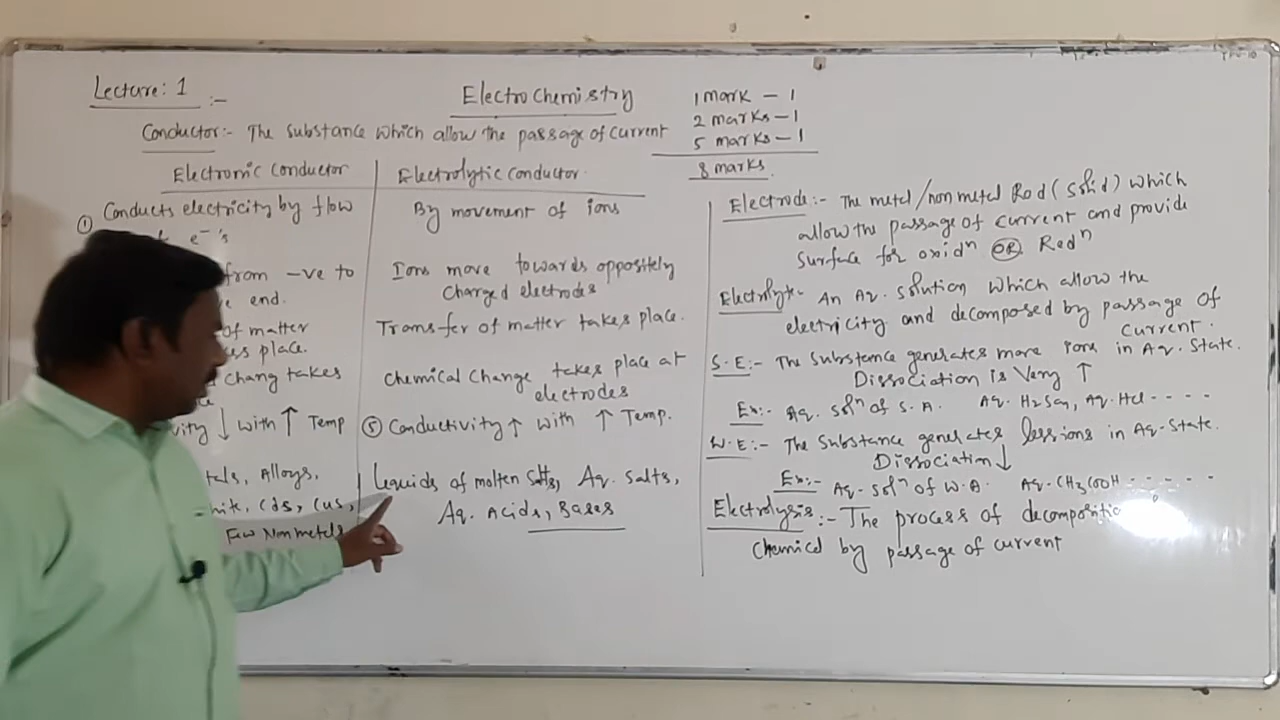 Lecture: 1 :-
ElectroChemistry
1 mark - 1
2 marks - 1
5 marks - 1
8 marks.
Conductor:- The substance which allow the passage of current
Electronic conductor
① Conducts electricity by flow
e⁻'s
from -ve to
end.
of matter
place.
chang takes
↓ with ↑ Temp
Alloys,
Cds, Cus,
Few Nonmetals
Electrolytic conductor.
By movement of ions
Ions move towards oppositely
Charged electrodes
Transfer of matter takes place.
Chemical Change takes place at
electrodes
⑤ Conductivity ↑ with ↑ Temp.
Liquids of molten Salts, Aq. Salts,
Aq. Acids, Bases
Electrode:- The metel/non metel Rod (Solid) which
allow the passage of current and provide
Surface for oxidⁿ OR Redⁿ
Electrolyte- An Aq. Solution which allow the
electricity and decomposed by passage of
current.
S.E:- The Substance generates more ions in Aq. State.
Dissociation is Very ↑
Ex:- Aq. Solⁿ of S.A. Aq. H₂SO₄, Aq. HCl - - - -
W.E:- The Substance generates less ions in Aq. State.
Dissociation ↓
Ex:- Aq. Solⁿ of W.A. Aq. CH₃COOH - - - - -
Electrolysis:- The process of
Chemical by passage of current